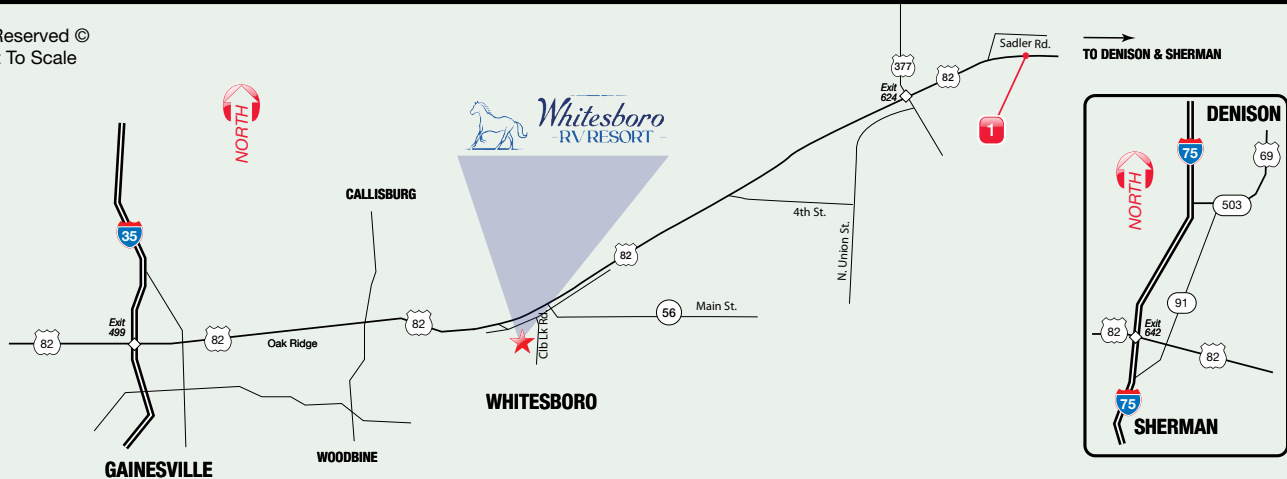 Reserved ©
To Scale
NORTH
Whitesboro
RV RESORT
377
Exit
624
82
Sadler Rd.
TO DENISON & SHERMAN
1
DENISON
75
69
503
NORTH
91
82
Exit
642
82
75
SHERMAN
CALLISBURG
35
4th St.
N. Union St.
82
56
Main St.
Exit
499
82
82
Oak Ridge
82
Clb Lk Rd.
WHITESBORO
WOODBINE
GAINESVILLE